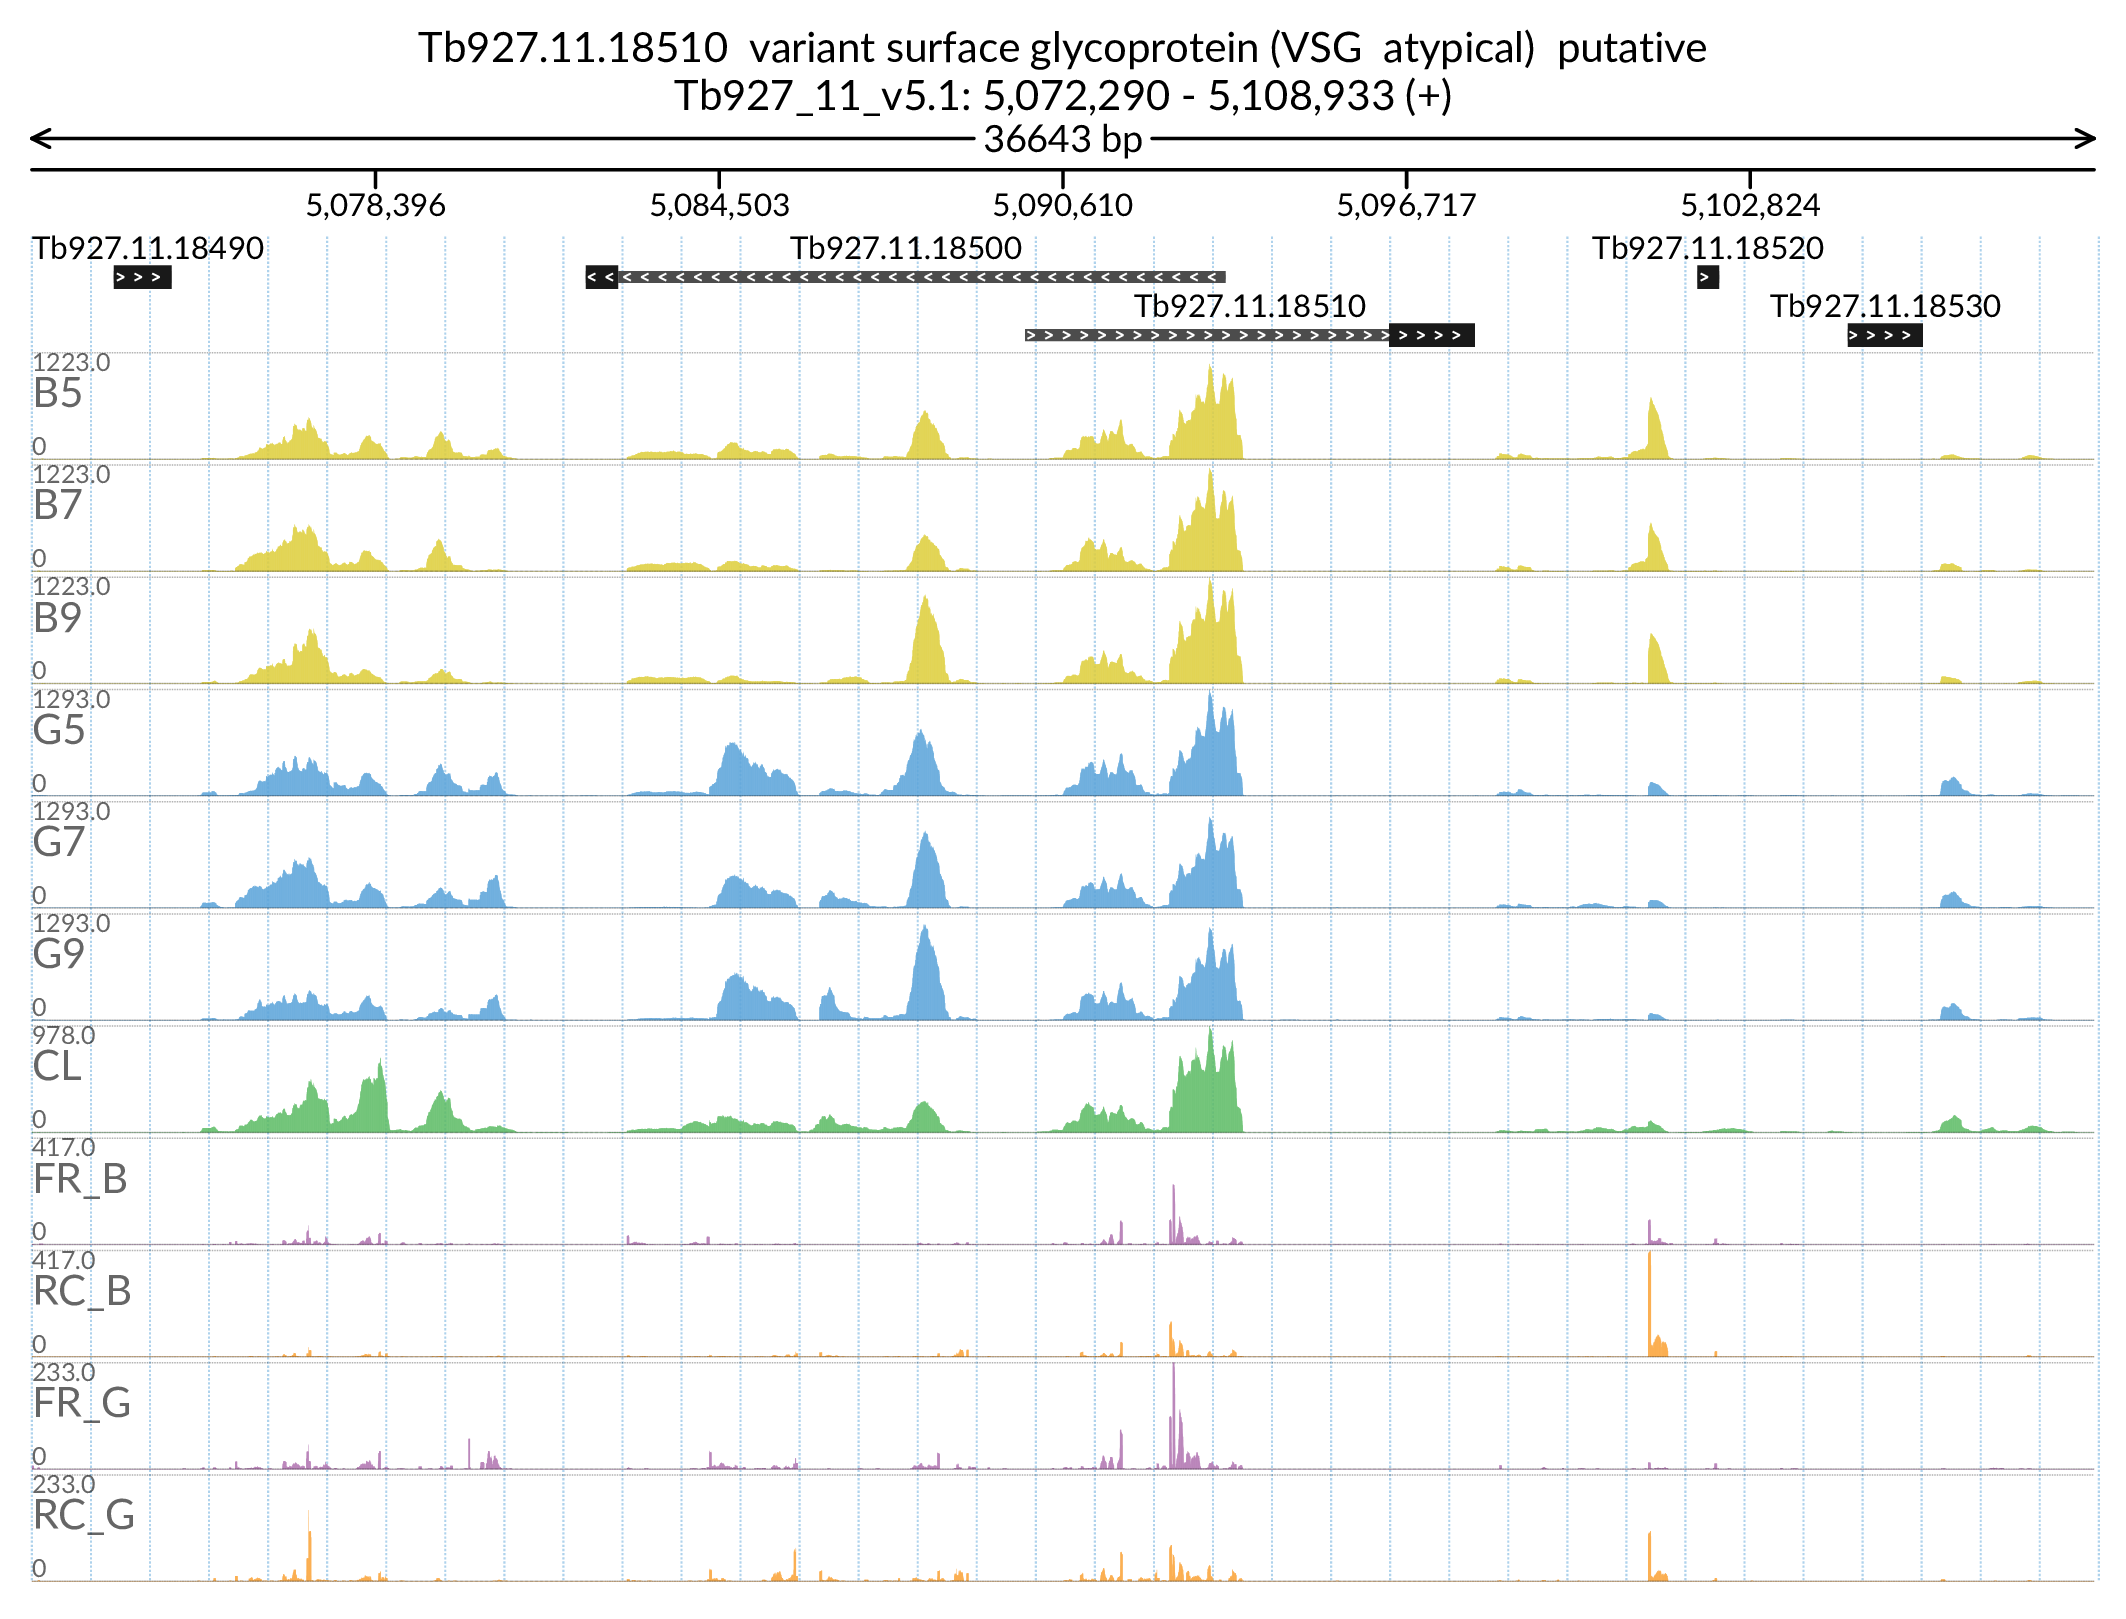 Tb927.11.18510  variant surface glycoprotein (VSG  atypical)  putative
Tb927_11_v5.1: 5,072,290 - 5,108,933 (+)
36643 bp
5,078,396 5,084,503 5,090,610 5,096,717 5,102,824
Tb927.11.18490 Tb927.11.18500 Tb927.11.18520
Tb927.11.18510 Tb927.11.18530
1223.0
B5
0
1223.0
B7
0
1223.0
B9
0
1293.0
G5
0
1293.0
G7
0
1293.0
G9
0
978.0
CL
0
417.0
FR_B
0
417.0
RC_B
0
233.0
FR_G
0
233.0
RC_G
0